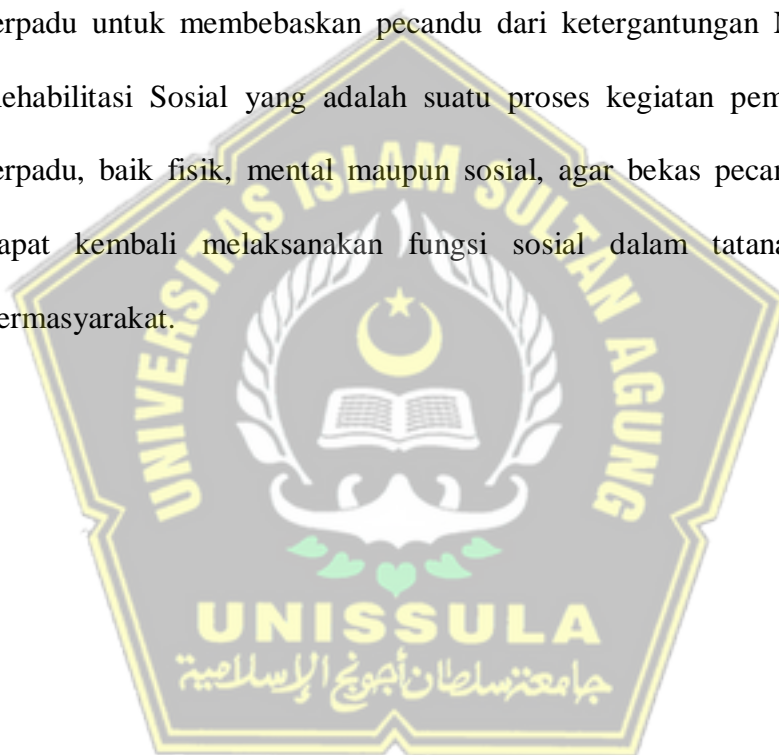 erpadu untuk membebaskan pecandu dari ketergantungan
ehabilitasi Sosial yang adalah suatu proses kegiatan pem
erpadu, baik fisik, mental maupun sosial, agar bekas pecan
apat kembali melaksanakan fungsi sosial dalam tatana
ermasyarakat.
UNIVERSITAS ISLAM SULTAN AGUNG
UNISSULA
جامعة سلطان أجونج الإسلامية